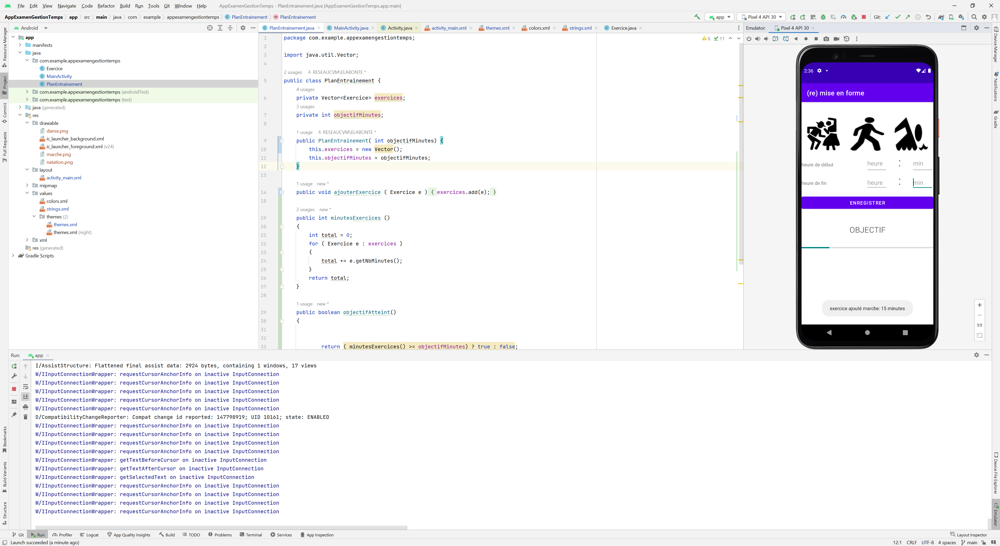 File Edit View Navigate Code Refactor Build Run Tools Git Window Help AppExamenGestionTemps - PlanEntrainement.java [AppExamenGestionTemps.app.main]
AppExamenGestionTemps app src main java com example appexamengestiontemps PlanEntrainement PlanEntrainement app Pixel 4 API 30 Git:
Android
PlanEntrainement.java MainActivity.java Activity.java activity_main.xml themes.xml colors.xml strings.xml Exercice.java
Emulator: Pixel 4 API 30
Resource Manager
Project
Commit
Pull Requests
Bookmarks
Build Variants
Structure
app
manifests
java
com.example.appexamengestiontemps
Exercice
MainActivity
PlanEntrainement
com.example.appexamengestiontemps (androidTest)
com.example.appexamengestiontemps (test)
java (generated)
res
drawable
danse.png
ic_launcher_background.xml
ic_launcher_foreground.xml (v24)
marche.png
natation.png
layout
activity_main.xml
mipmap
values
colors.xml
strings.xml
themes (2)
themes.xml
themes.xml (night)
xml
res (generated)
Gradle Scripts
6 11
1 package com.example.appexamengestiontemps;
2
3 import java.util.Vector;
4
2 usages RESEAUCVM\ELABONTE *
5 public class PlanEntrainement {
4 usages
6 private Vector<Exercice> exercices;
3 usages
7 private int objectifMinutes;
8
1 usage RESEAUCVM\ELABONTE *
9 public PlanEntrainement( int objectifMinutes) {
10 this.exercices = new Vector();
11 this.objectifMinutes = objectifMinutes;
12 }
13
1 usage new *
14 public void ajouterExercice ( Exercice e ) { exercices.add(e); }
18
2 usages new *
19 public int minutesExercices ()
20 {
21 int total = 0;
22 for ( Exercice e : exercices )
23 {
24 total += e.getNbMinutes();
25 }
26 return total;
27 }
28
1 usage new *
29 public boolean objectifAtteint()
30 {
31
32
33 return ( minutesExercices() >= objectifMinutes) ? true : false;
2:36
(re) mise en forme
heure de début heure : min
heure de fin heure : min
ENREGISTRER
OBJECTIF
exercice ajouté marche: 15 minutes
1:1
Device Manager
Notifications
Gradle
Device File Explorer
Emulator
Run: app
I/AssistStructure: Flattened final assist data: 2924 bytes, containing 1 windows, 17 views
W/IInputConnectionWrapper: requestCursorAnchorInfo on inactive InputConnection
W/IInputConnectionWrapper: requestCursorAnchorInfo on inactive InputConnection
W/IInputConnectionWrapper: requestCursorAnchorInfo on inactive InputConnection
W/IInputConnectionWrapper: requestCursorAnchorInfo on inactive InputConnection
W/IInputConnectionWrapper: requestCursorAnchorInfo on inactive InputConnection
D/CompatibilityChangeReporter: Compat change id reported: 147798919; UID 10161; state: ENABLED
W/IInputConnectionWrapper: requestCursorAnchorInfo on inactive InputConnection
W/IInputConnectionWrapper: requestCursorAnchorInfo on inactive InputConnection
W/IInputConnectionWrapper: requestCursorAnchorInfo on inactive InputConnection
W/IInputConnectionWrapper: requestCursorAnchorInfo on inactive InputConnection
W/IInputConnectionWrapper: getTextBeforeCursor on inactive InputConnection
W/IInputConnectionWrapper: getTextAfterCursor on inactive InputConnection
W/IInputConnectionWrapper: getSelectedText on inactive InputConnection
W/IInputConnectionWrapper: requestCursorAnchorInfo on inactive InputConnection
W/IInputConnectionWrapper: requestCursorAnchorInfo on inactive InputConnection
W/IInputConnectionWrapper: requestCursorAnchorInfo on inactive InputConnection
W/IInputConnectionWrapper: requestCursorAnchorInfo on inactive InputConnection
Git Run Profiler Logcat App Quality Insights Build TODO Problems Terminal Services App Inspection Layout Inspector
Launch succeeded (a minute ago) 12:1 CRLF UTF-8 4 spaces main